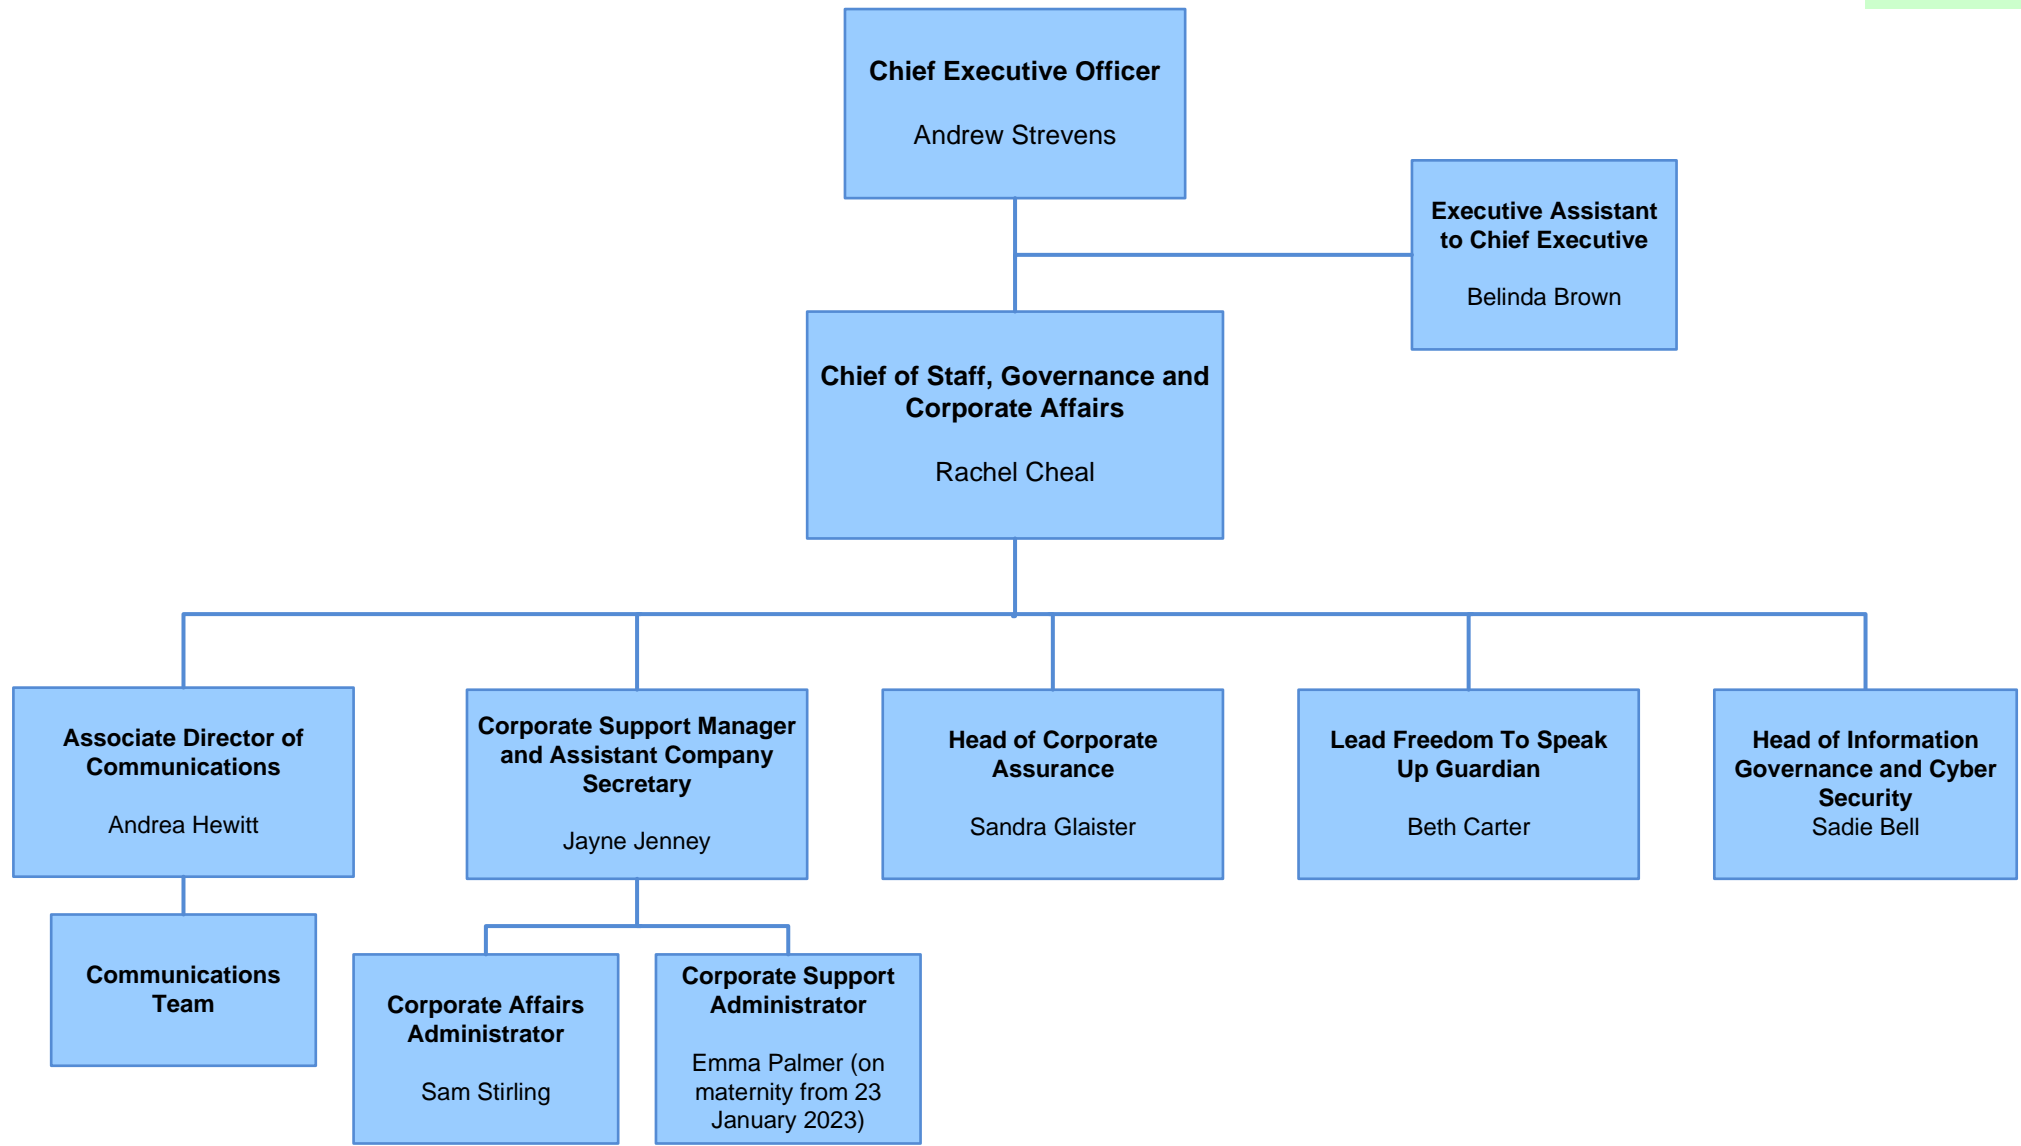 Chief Executive Officer
Andrew Strevens
Executive Assistant
to Chief Executive
Belinda Brown
Chief of Staff, Governance and
Corporate Affairs
Rachel Cheal
Associate Director of
Communications
Andrea Hewitt
Corporate Support Manager
and Assistant Company
Secretary
Jayne Jenney
Head of Corporate
Assurance
Sandra Glaister
Lead Freedom To Speak
Up Guardian
Beth Carter
Head of Information
Governance and Cyber
Security
Sadie Bell
Communications
Team
Corporate Affairs
Administrator
Sam Stirling
Corporate Support
Administrator
Emma Palmer (on
maternity from 23
January 2023)